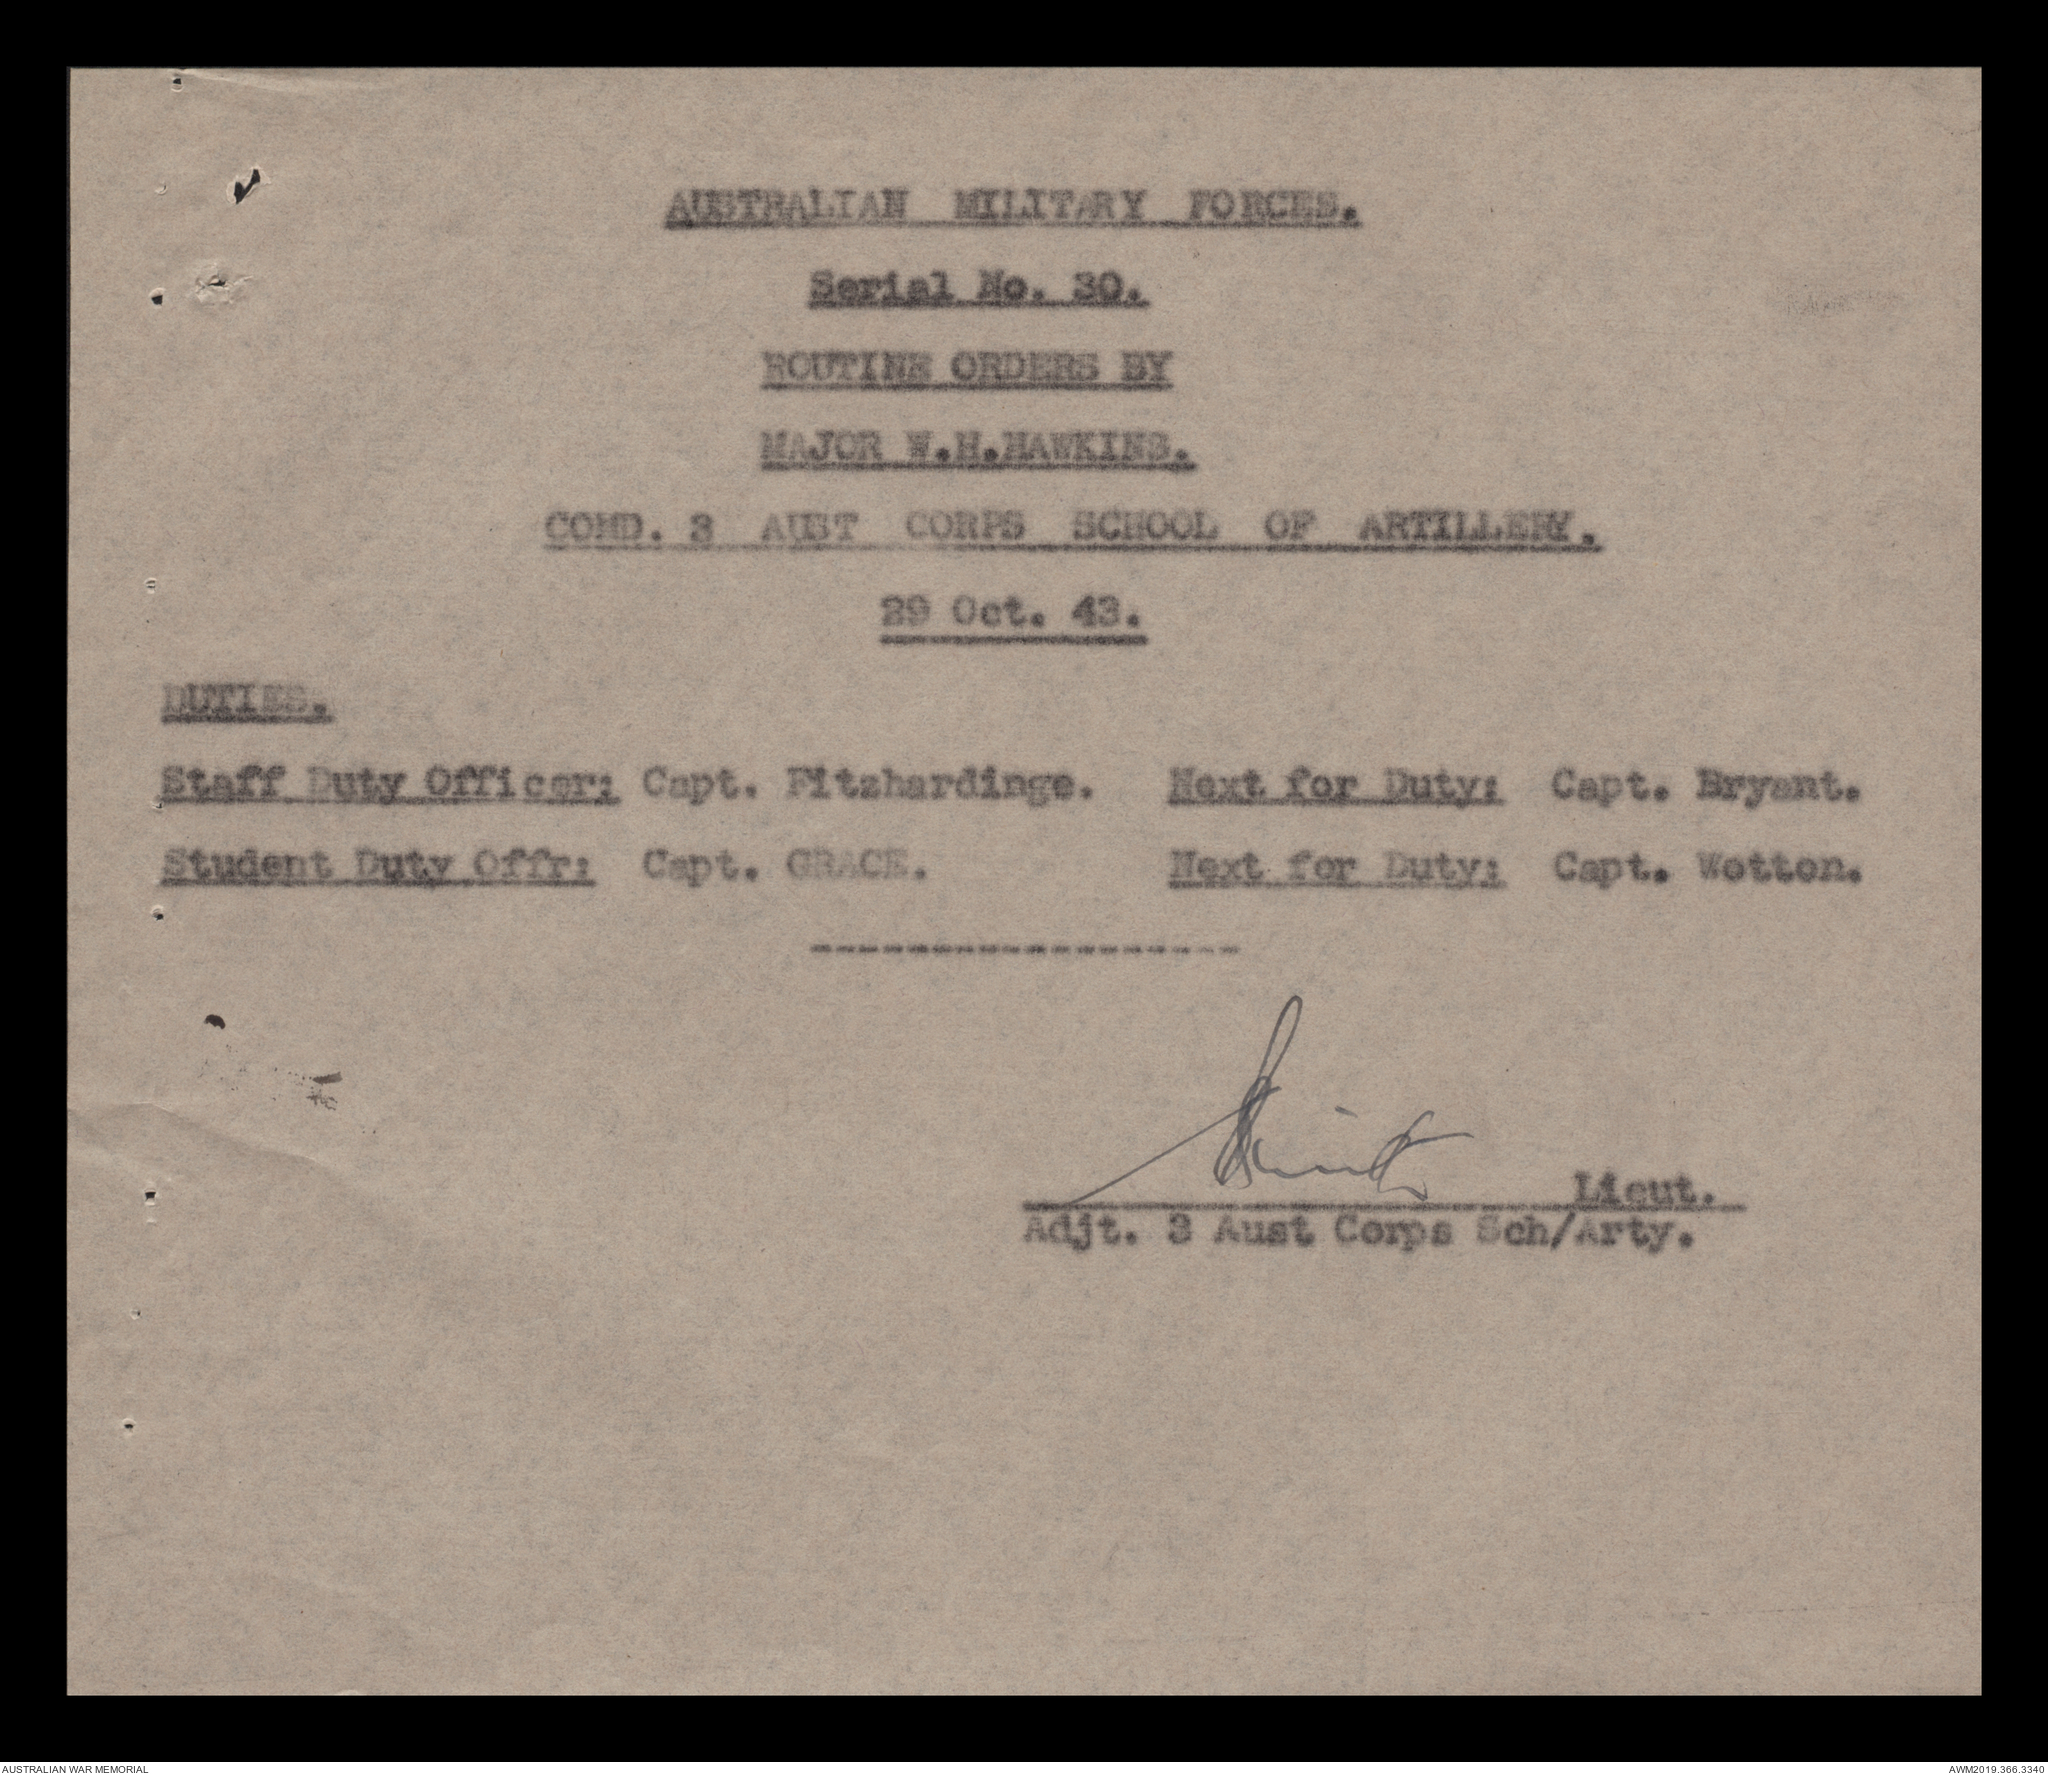 AUSTRALIAN MILITARY FORCES.
Serial No. 30.
ROUTINE ORDERS BY
MAJOR W.H.HAWKINS.
COMD. 3 AUST CORPS SCHOOL OF ARTILLERY.
29 Oct. 43.
DUTIES.
Staff Duty Officer: Capt. Fitzhardinge. Next for Duty: Capt. Bryant.
Student Duty Offr: Capt. GRACE. Next for Duty: Capt. Wotton.
-------------------
Lieut.
Adjt. 3 Aust Corps Sch/Arty.
AUSTRALIAN WAR MEMORIAL AWM2019.366.3340